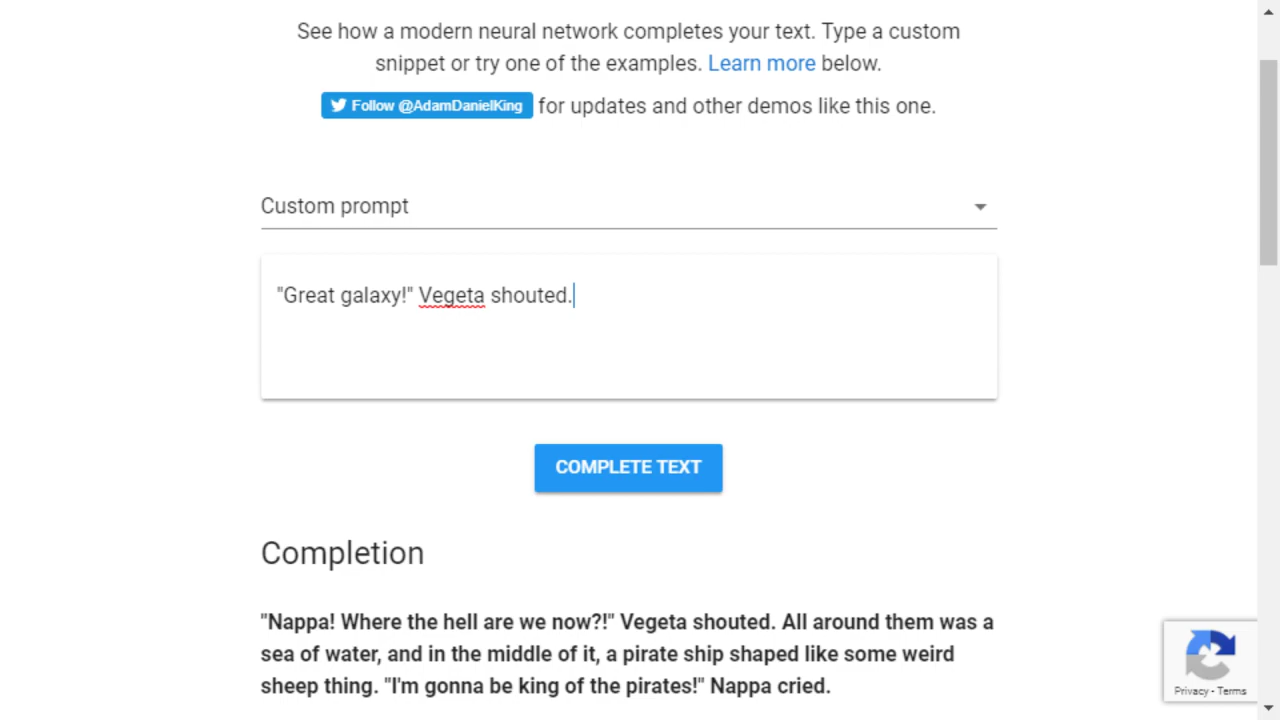 See how a modern neural network completes your text. Type a custom
snippet or try one of the examples. Learn more below.
Follow @AdamDanielKing for updates and other demos like this one.
Custom prompt
"Great galaxy!" Vegeta shouted.
COMPLETE TEXT
Completion
"Nappa! Where the hell are we now?!" Vegeta shouted. All around them was a
sea of water, and in the middle of it, a pirate ship shaped like some weird
sheep thing. "I'm gonna be king of the pirates!" Nappa cried.
Privacy - Terms